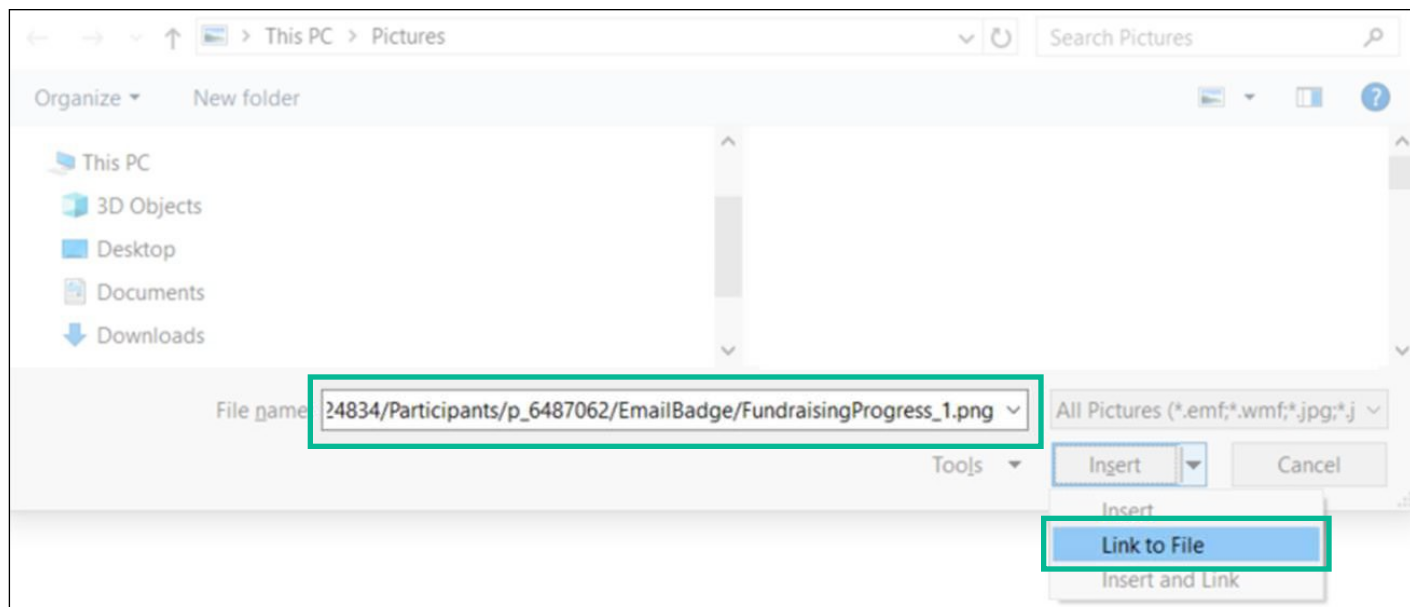 This PC > Pictures
Search Pictures
Organize
New folder
?
This PC
3D Objects
Desktop
Documents
Downloads
File name
24834/Participants/p_6487062/EmailBadge/FundraisingProgress_1.png
All Pictures (*.emf;*.wmf;*.jpg;*.j
Tools
Insert
Cancel
Insert
Link to File
Insert and Link